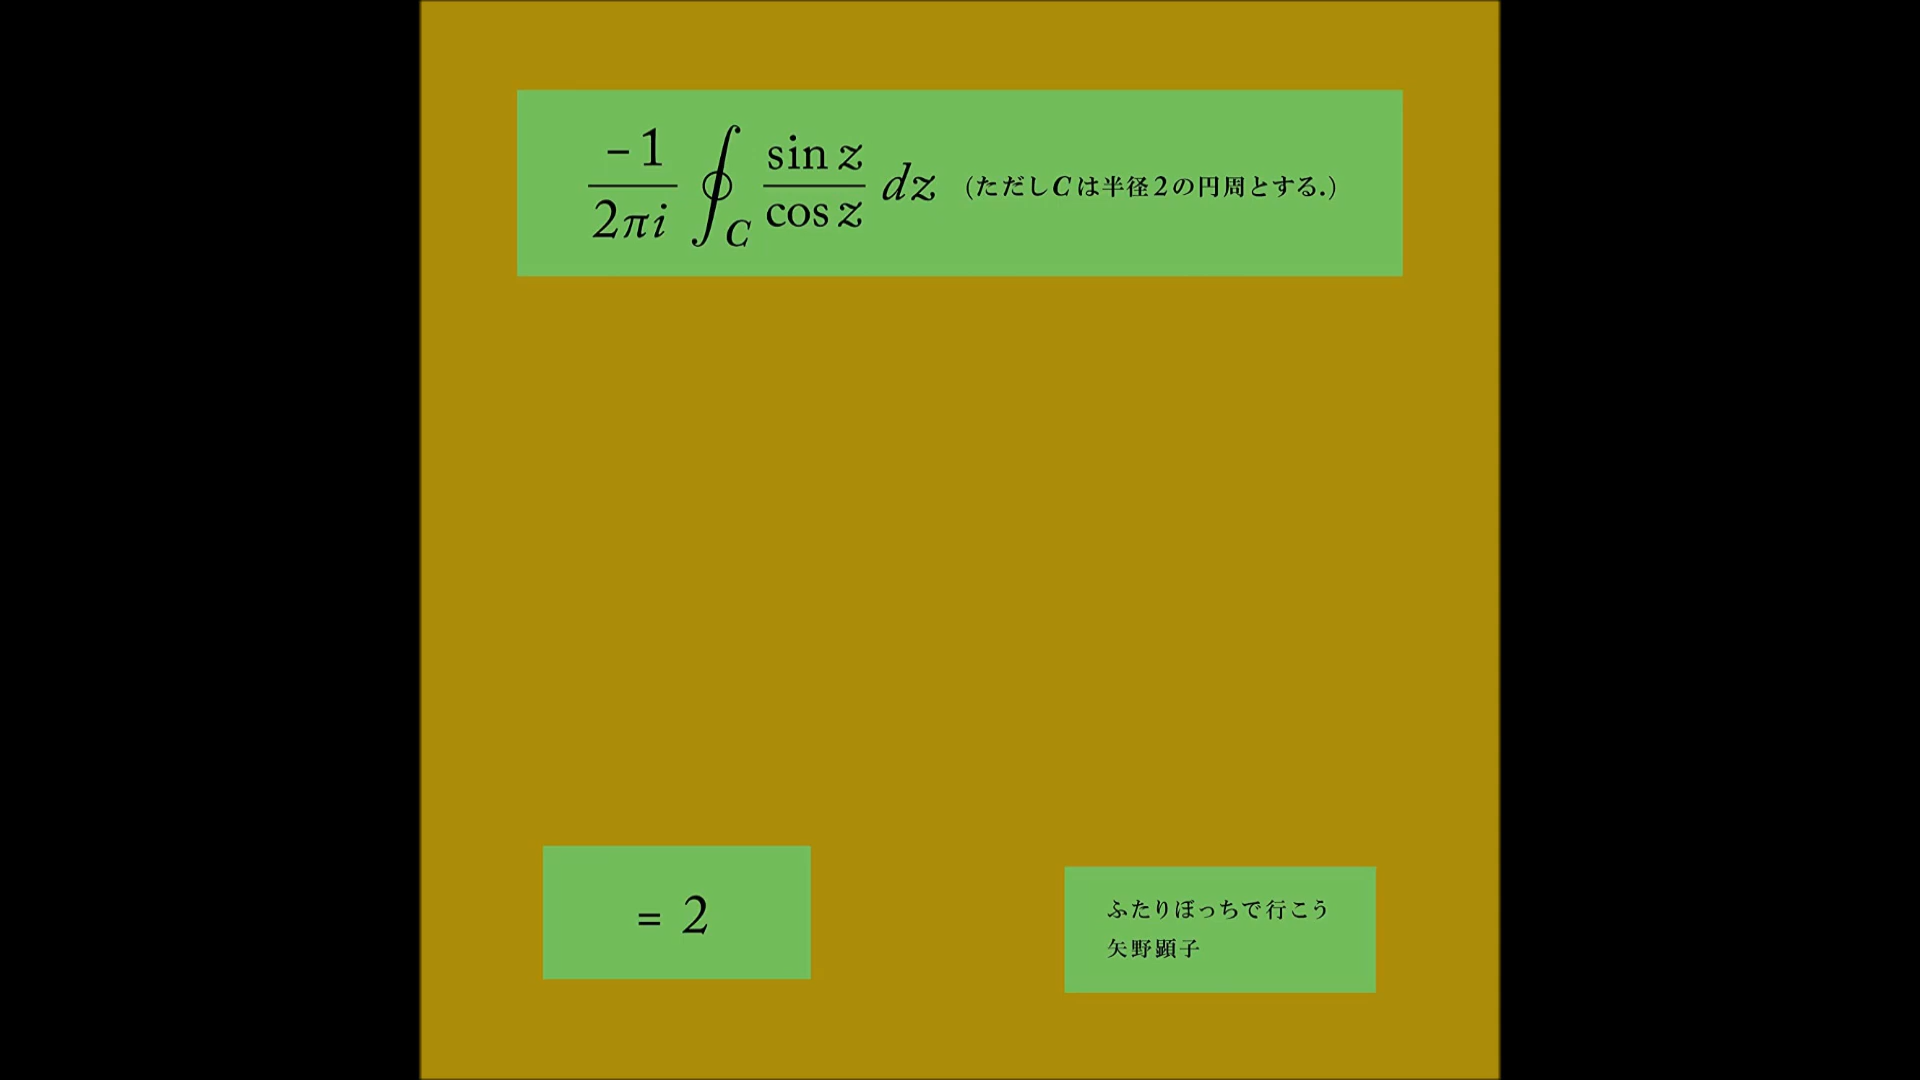 −1/2πi ∮_C sin z/cos z dz (ただしCは半径2の円周とする.)
= 2
ふたりぼっちで行こう
矢野顕子